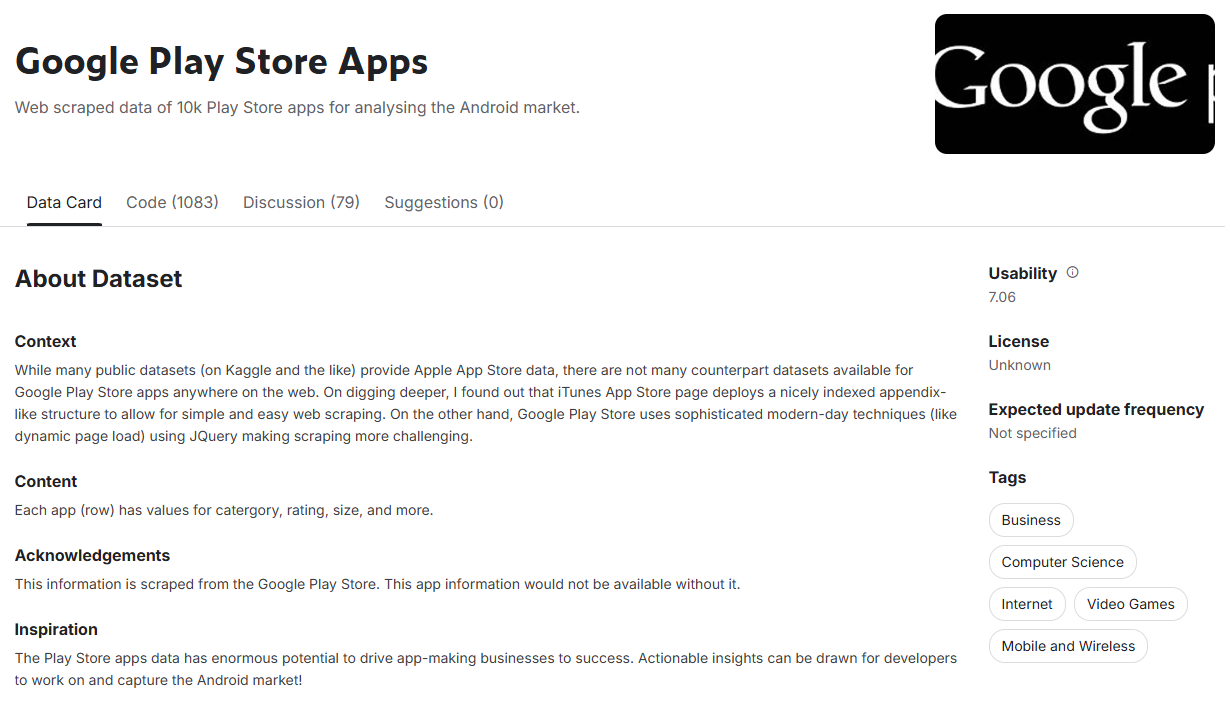 Google Play Store Apps
Web scraped data of 10k Play Store apps for analysing the Android market.
Google
Data Card
Code (1083)
Discussion (79)
Suggestions (0)
About Dataset
Context
While many public datasets (on Kaggle and the like) provide Apple App Store data, there are not many counterpart datasets available for
Google Play Store apps anywhere on the web. On digging deeper, I found out that iTunes App Store page deploys a nicely indexed appendix-
like structure to allow for simple and easy web scraping. On the other hand, Google Play Store uses sophisticated modern-day techniques (like
dynamic page load) using JQuery making scraping more challenging.
Content
Each app (row) has values for catergory, rating, size, and more.
Acknowledgements
This information is scraped from the Google Play Store. This app information would not be available without it.
Inspiration
The Play Store apps data has enormous potential to drive app-making businesses to success. Actionable insights can be drawn for developers
to work on and capture the Android market!
Usability
7.06
License
Unknown
Expected update frequency
Not specified
Tags
Business
Computer Science
Internet
Video Games
Mobile and Wireless